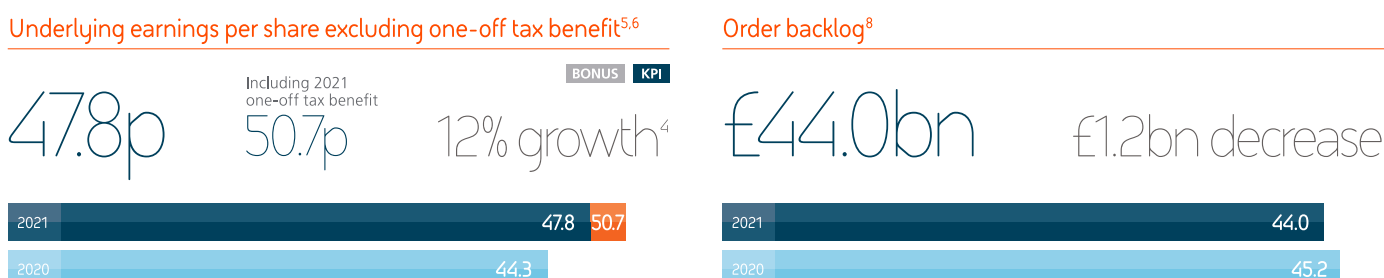 Underlying earnings per share excluding one-off tax benefit5,6
BONUS KPI
47.8p
Including 2021
one-off tax benefit
50.7p
12% growth4
2021 47.8 50.7
2020 44.3
Order backlog8
£44.0bn
£1.2bn decrease
2021 44.0
2020 45.2